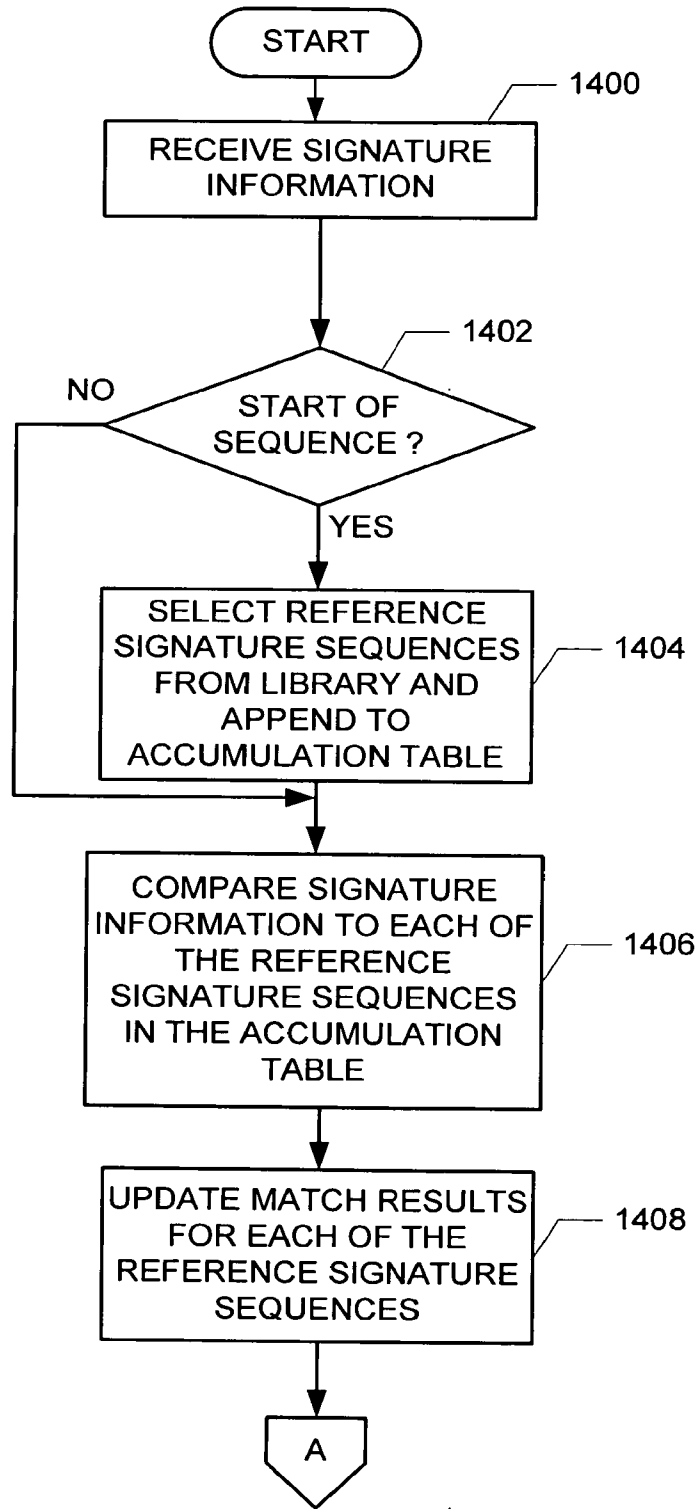 START
1400
RECEIVE SIGNATURE
INFORMATION
1402
NO
START OF
SEQUENCE ?
YES
SELECT REFERENCE
SIGNATURE SEQUENCES
FROM LIBRARY AND
APPEND TO
ACCUMULATION TABLE
1404
COMPARE SIGNATURE
INFORMATION TO EACH OF
THE REFERENCE
SIGNATURE SEQUENCES
IN THE ACCUMULATION
TABLE
1406
UPDATE MATCH RESULTS
FOR EACH OF THE
REFERENCE SIGNATURE
SEQUENCES
1408
A